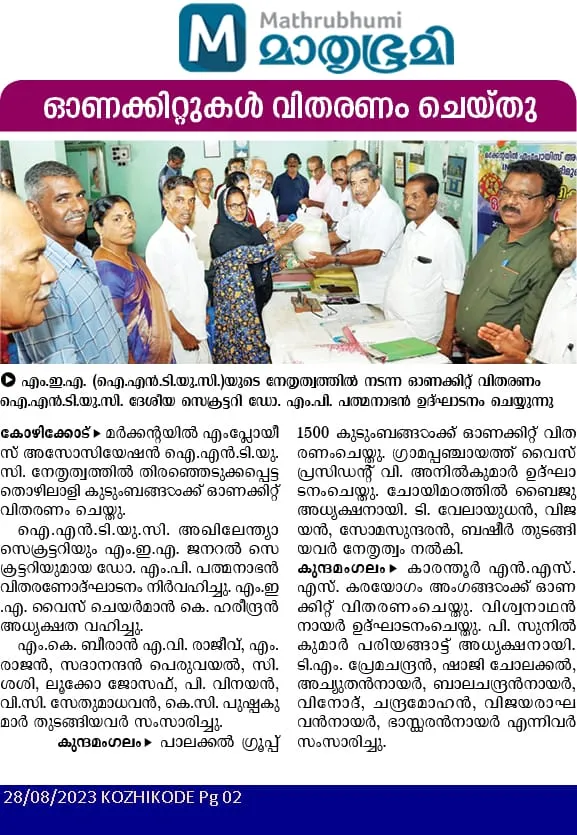 Mathrubhumi
മാതൃഭൂമി
ഓണക്കിറ്റുകൾ വിതരണം ചെയ്തു
എം.ഇ.എ. (ഐ.എൻ.ടി.യു.സി.)യുടെ നേതൃത്വത്തിൽ നടന്ന ഓണക്കിറ്റ് വിതരണം
ഐ.എൻ.ടി.യു.സി. ദേശീയ സെക്രട്ടറി ഡോ. എം.പി. പത്മനാഭൻ ഉദ്ഘാടനം ചെയ്യുന്നു
കോഴിക്കോട് ▸ മർക്കന്റയിൽ എംപ്ലോയീ
സ് അസോസിയേഷൻ ഐ.എൻ.ടി.യു.
സി. നേതൃത്വത്തിൽ തിരഞ്ഞെടുക്കപ്പെട്ട
തൊഴിലാളി കുടുംബങ്ങൾക്ക് ഓണക്കിറ്റ്
വിതരണം ചെയ്തു.
ഐ.എൻ.ടി.യു.സി. അഖിലേന്ത്യാ
സെക്രട്ടറിയും എം.ഇ.എ. ജനറൽ സെ
ക്രട്ടറിയുമായ ഡോ. എം.പി. പത്മനാഭൻ
വിതരണോദ്ഘാടനം നിർവഹിച്ചു. എം.ഇ
.എ. വൈസ് ചെയർമാൻ കെ. ഹരീന്ദ്രൻ
അധ്യക്ഷത വഹിച്ചു.
എം.കെ. ബീരാൻ എ.വി. രാജീവ്, എം.
രാജൻ, സദാനന്ദൻ പെരുവയൽ, സി.
ശശി, ലൂക്കോ ജോസഫ്, പി. വിനയൻ,
വി.സി. സേതുമാധവൻ, കെ.സി. പുഷ്പകു
മാർ തുടങ്ങിയവർ സംസാരിച്ചു.
കുന്ദമംഗലം ▸ പാലക്കൽ ഗ്രൂപ്പ്
1500 കുടുംബങ്ങൾക്ക് ഓണക്കിറ്റ് വിത
രണംചെയ്തു. ഗ്രാമപ്പഞ്ചായത്ത് വൈസ്
പ്രസിഡന്റ് വി. അനിൽകുമാർ ഉദ്ഘാ
ടനംചെയ്തു. ചോയിമഠത്തിൽ ബൈജു
അധ്യക്ഷനായി. ടി. വേലായുധൻ, വിജ
യൻ, സോമസുന്ദരൻ, ബഷീർ തുടങ്ങി
യവർ നേതൃത്വം നൽകി.
കുന്ദമംഗലം ▸ കാരന്തൂർ എൻ.എസ്.
എസ്. കരയോഗം അംഗങ്ങൾക്ക് ഓണ
ക്കിറ്റ് വിതരണംചെയ്തു. വിശ്വനാഥൻ
നായർ ഉദ്ഘാടനംചെയ്തു. പി. സുനിൽ
കുമാർ പരിയങ്ങാട്ട് അധ്യക്ഷനായി.
ടി.എം. പ്രേമചന്ദ്രൻ, ഷാജി ചോലക്കൽ,
അച്യുതൻനായർ, ബാലചന്ദ്രൻനായർ,
വിനോദ്, ചന്ദ്രമോഹൻ, വിജയരാഘ
വൻനായർ, ഭാസ്കരൻനായർ എന്നിവർ
സംസാരിച്ചു.
28/08/2023 KOZHIKODE Pg 02